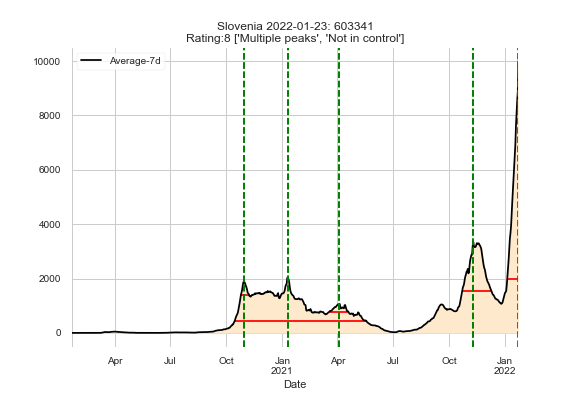 Slovenia 2022-01-23: 603341
Rating:8 ['Multiple peaks', 'Not in control']
Average-7d
10000
8000
6000
4000
2000
0
Apr Jul Oct Jan Apr Jul Oct Jan
2021 2022
Date